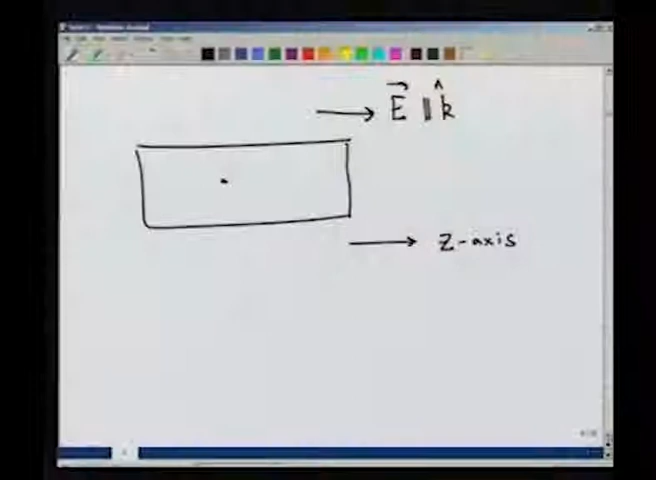 → E⃗ ∥ k̂
→ z-axis